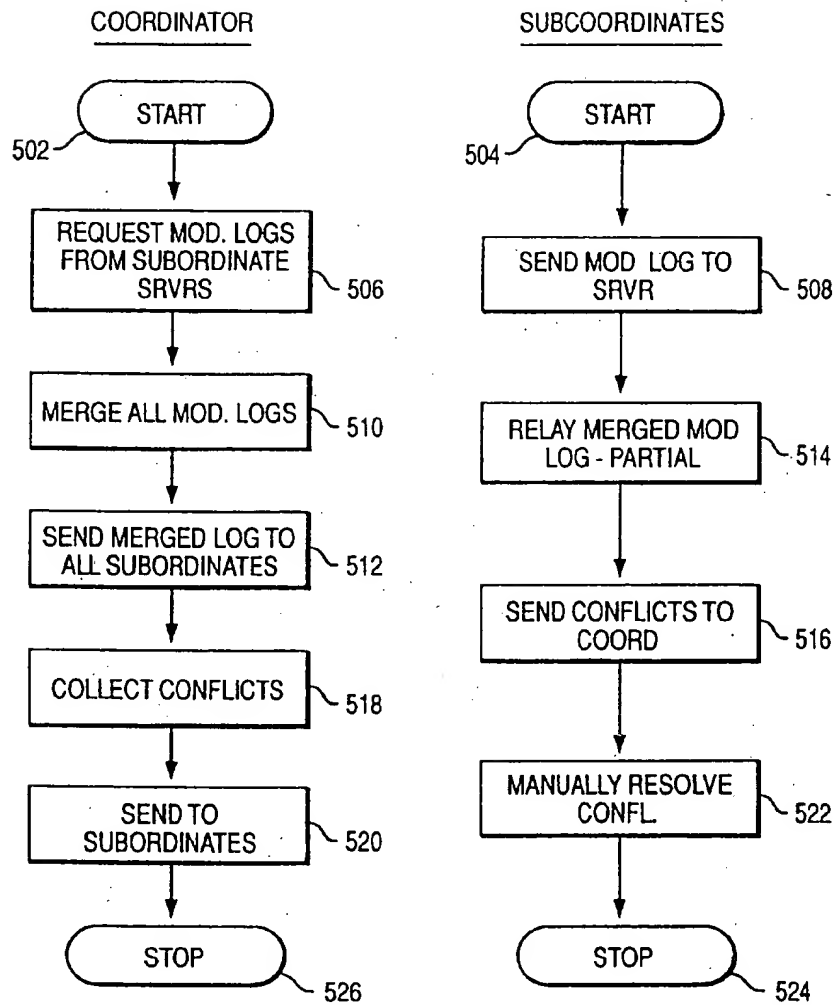 COORDINATOR
START
502
REQUEST MOD. LOGS
FROM SUBORDINATE
SRVRS
506
MERGE ALL MOD. LOGS
510
SEND MERGED LOG TO
ALL SUBORDINATES
512
COLLECT CONFLICTS
518
SEND TO
SUBORDINATES
520
STOP
526
SUBCOORDINATES
START
504
SEND MOD LOG TO
SRVR
508
RELAY MERGED MOD
LOG - PARTIAL
514
SEND CONFLICTS TO
COORD
516
MANUALLY RESOLVE
CONFL.
522
STOP
524